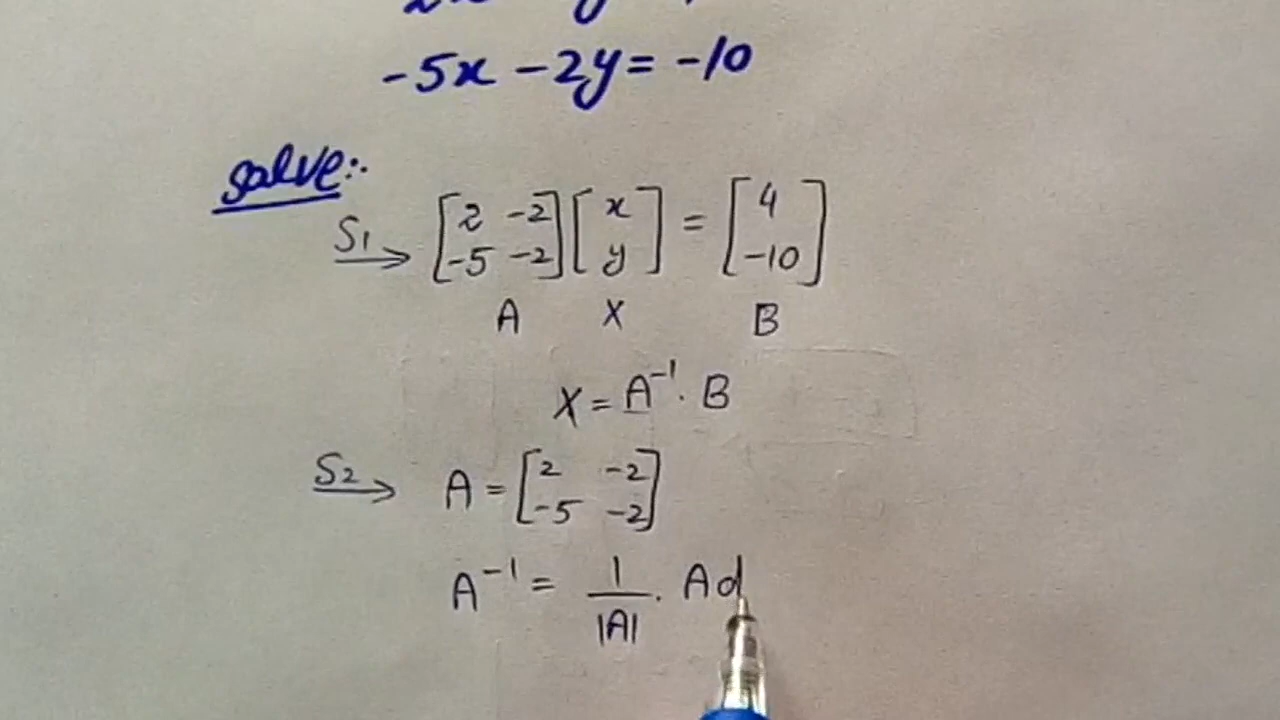 -5x -2y = -10
Solve:-
S1 → [2 -2; -5 -2] [x; y] = [4; -10]
A X B
X = A⁻¹ . B
S2 → A = [2 -2; -5 -2]
A⁻¹ = 1/|A| . Ad